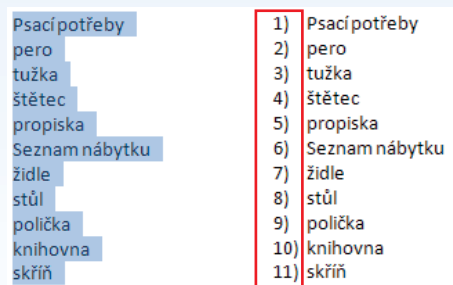 Psací potřeby
pero
tužka
štětec
propiska
Seznam nábytku
židle
stůl
polička
knihovna
skříň
1) Psací potřeby
2) pero
3) tužka
4) štětec
5) propiska
6) Seznam nábytku
7) židle
8) stůl
9) polička
10) knihovna
11) skříň